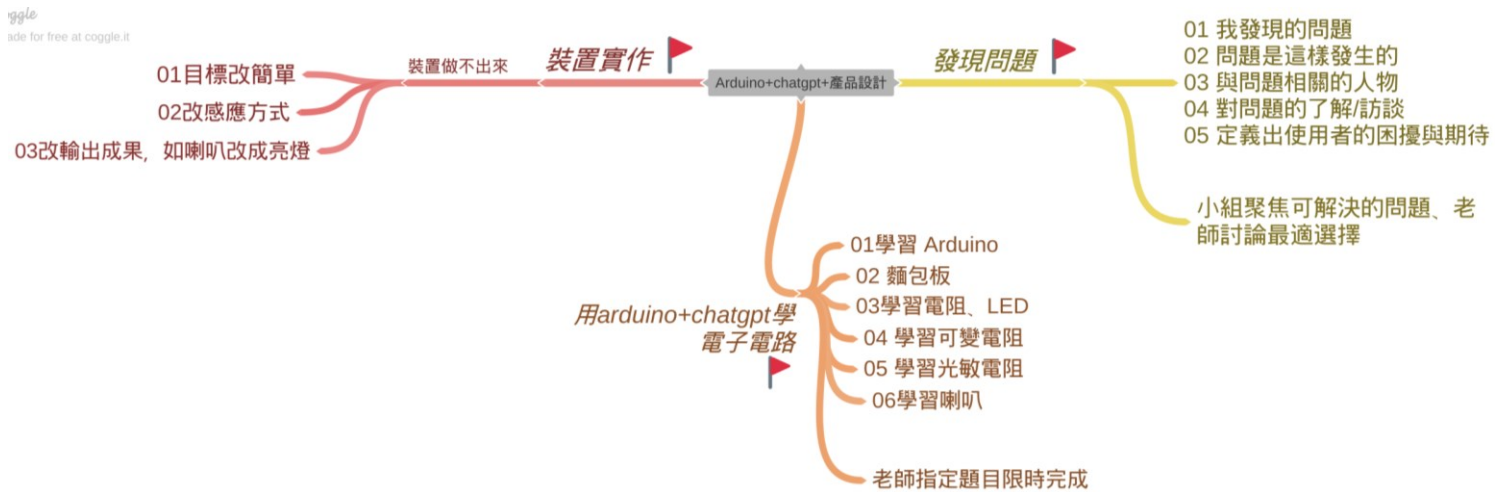 ade for free at coggle.it
Arduino+chatgpt+產品設計
發現問題
01 我發現的問題
02 問題是這樣發生的
03 與問題相關的人物
04 對問題的了解/訪談
05 定義出使用者的困擾與期待
小組聚焦可解決的問題、老
師討論最適選擇
用arduino+chatgpt學
電子電路
01學習 Arduino
02 麵包板
03學習電阻、LED
04 學習可變電阻
05 學習光敏電阻
06學習喇叭
老師指定題目限時完成
裝置實作
裝置做不出來
01目標改簡單
02改感應方式
03改輸出成果，如喇叭改成亮燈